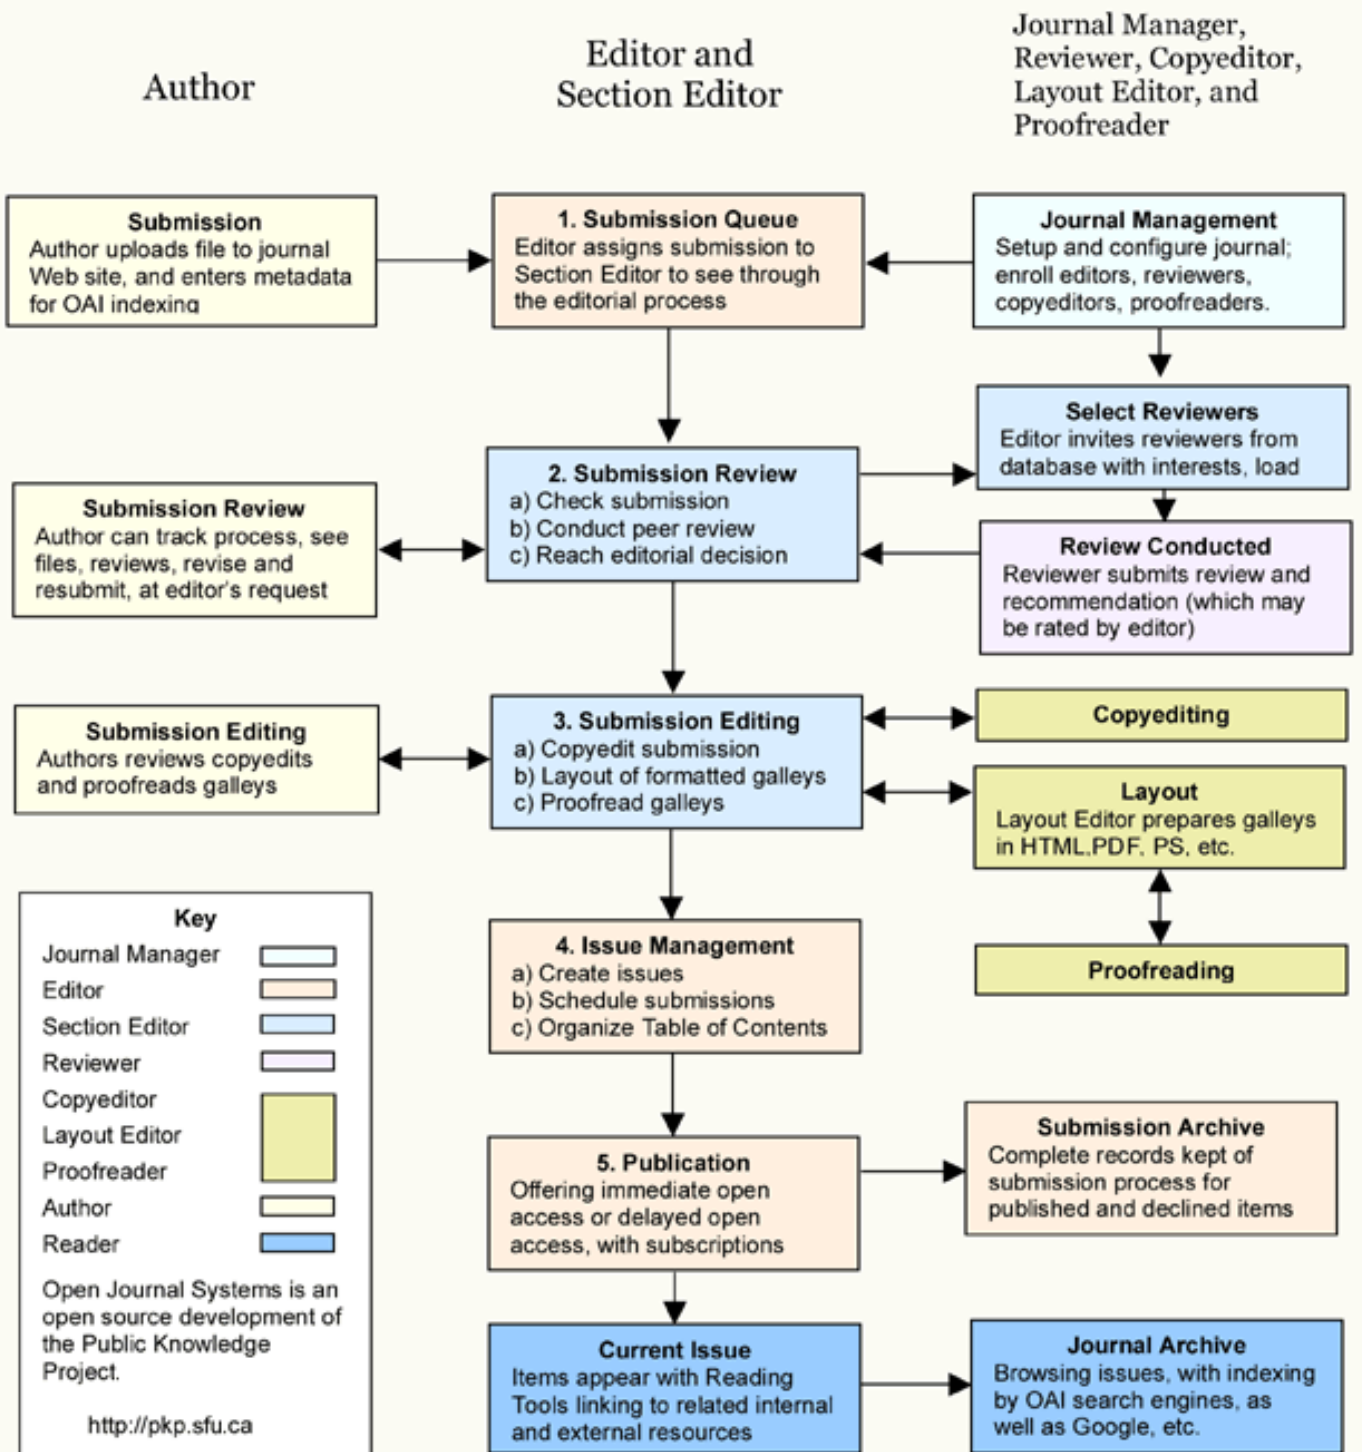 Author
Editor and
Section Editor
Journal Manager,
Reviewer, Copyeditor,
Layout Editor, and
Proofreader
Submission
Author uploads file to journal
Web site, and enters metadata
for OAI indexing
1. Submission Queue
Editor assigns submission to
Section Editor to see through
the editorial process
Journal Management
Setup and configure journal;
enroll editors, reviewers,
copyeditors, proofreaders.
Select Reviewers
Editor invites reviewers from
database with interests, load
2. Submission Review
a) Check submission
b) Conduct peer review
c) Reach editorial decision
Submission Review
Author can track process, see
files, reviews, revise and
resubmit, at editor's request
Review Conducted
Reviewer submits review and
recommendation (which may
be rated by editor)
3. Submission Editing
a) Copyedit submission
b) Layout of formatted galleys
c) Proofread galleys
Submission Editing
Authors reviews copyedits
and proofreads galleys
Copyediting
Layout
Layout Editor prepares galleys
in HTML,PDF, PS, etc.
Proofreading
4. Issue Management
a) Create issues
b) Schedule submissions
c) Organize Table of Contents
Key
Journal Manager
Editor
Section Editor
Reviewer
Copyeditor
Layout Editor
Proofreader
Author
Reader
Open Journal Systems is an
open source development of
the Public Knowledge
Project.
http://pkp.sfu.ca
5. Publication
Offering immediate open
access or delayed open
access, with subscriptions
Submission Archive
Complete records kept of
submission process for
published and declined items
Current Issue
Items appear with Reading
Tools linking to related internal
and external resources
Journal Archive
Browsing issues, with indexing
by OAI search engines, as
well as Google, etc.